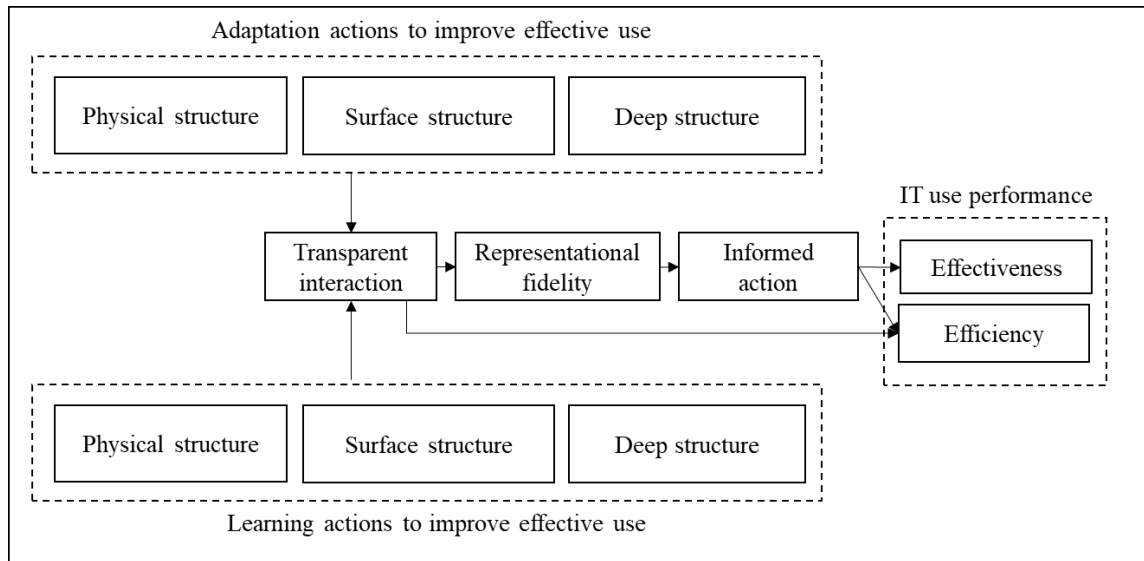 Adaptation actions to improve effective use
Physical structure
Surface structure
Deep structure
IT use performance
Transparent
interaction
Representational
fidelity
Informed
action
Effectiveness
Efficiency
Physical structure
Surface structure
Deep structure
Learning actions to improve effective use